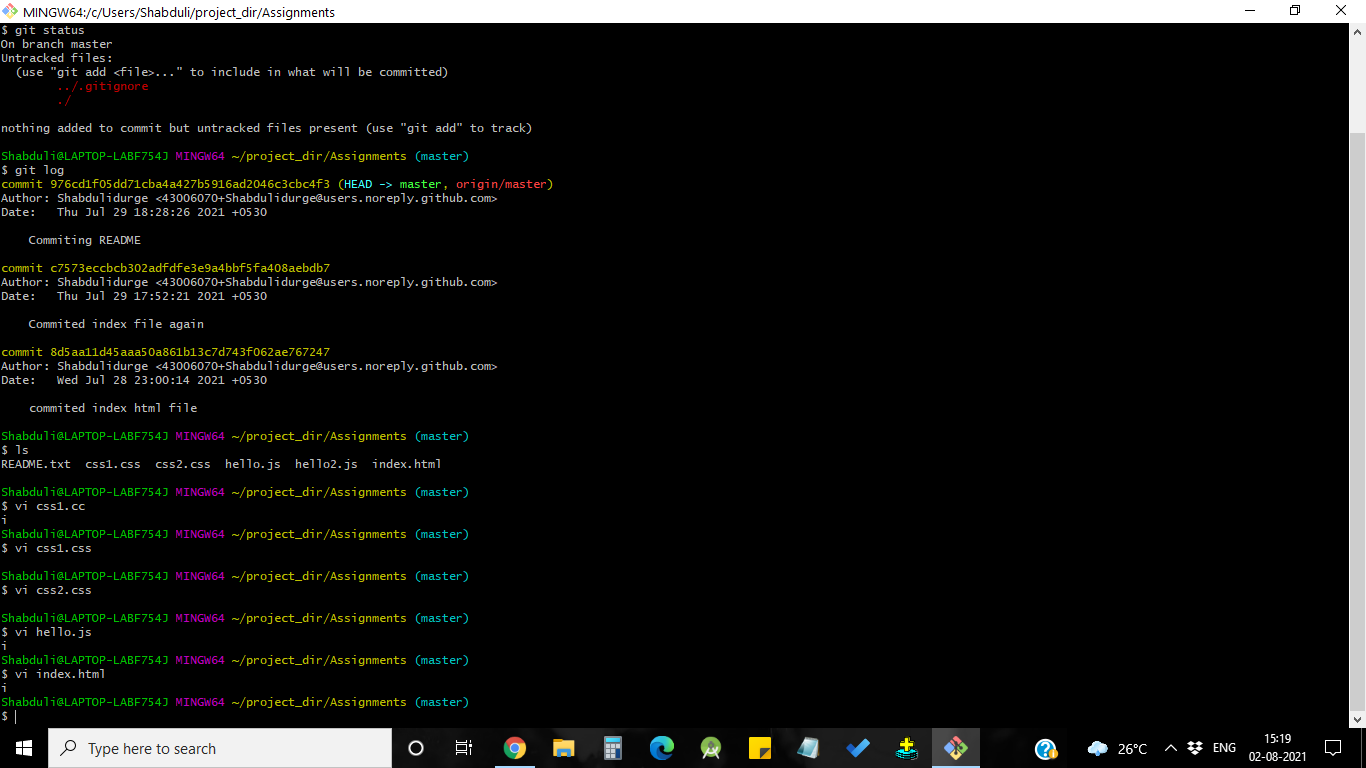 MINGW64:/c/Users/Shabduli/project_dir/Assignments
$ git status
On branch master
Untracked files:
  (use "git add <file>..." to include in what will be committed)
        ../.gitignore
        ./

nothing added to commit but untracked files present (use "git add" to track)

Shabduli@LAPTOP-LABF754J MINGW64 ~/project_dir/Assignments (master)
$ git log
commit 976cd1f05dd71cba4a427b5916ad2046c3cbc4f3 (HEAD -> master, origin/master)
Author: Shabdulidurge <43006070+Shabdulidurge@users.noreply.github.com>
Date:   Thu Jul 29 18:28:26 2021 +0530

    Commiting README

commit c7573eccbcb302adfdfe3e9a4bbf5fa408aebdb7
Author: Shabdulidurge <43006070+Shabdulidurge@users.noreply.github.com>
Date:   Thu Jul 29 17:52:21 2021 +0530

    Commited index file again

commit 8d5aa11d45aaa50a861b13c7d743f062ae767247
Author: Shabdulidurge <43006070+Shabdulidurge@users.noreply.github.com>
Date:   Wed Jul 28 23:00:14 2021 +0530

    commited index html file

Shabduli@LAPTOP-LABF754J MINGW64 ~/project_dir/Assignments (master)
$ ls
README.txt  css1.css  css2.css  hello.js  hello2.js  index.html

Shabduli@LAPTOP-LABF754J MINGW64 ~/project_dir/Assignments (master)
$ vi css1.cc
i
Shabduli@LAPTOP-LABF754J MINGW64 ~/project_dir/Assignments (master)
$ vi css1.css

Shabduli@LAPTOP-LABF754J MINGW64 ~/project_dir/Assignments (master)
$ vi css2.css

Shabduli@LAPTOP-LABF754J MINGW64 ~/project_dir/Assignments (master)
$ vi hello.js
i
Shabduli@LAPTOP-LABF754J MINGW64 ~/project_dir/Assignments (master)
$ vi index.html
i
Shabduli@LAPTOP-LABF754J MINGW64 ~/project_dir/Assignments (master)
$
Type here to search
26°C
ENG
15:19
02-08-2021